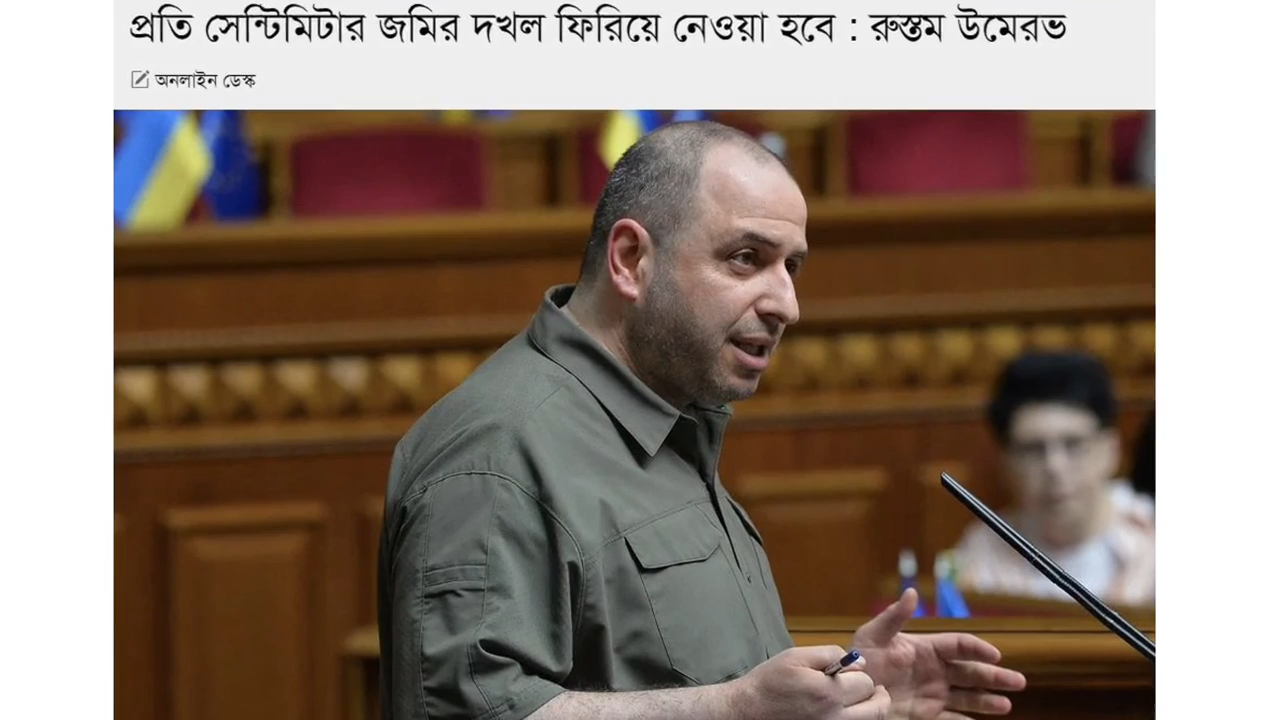 প্রতি সেন্টিমিটার জমির দখল ফিরিয়ে নেওয়া হবে : রুস্তম উমেরভ
অনলাইন ডেস্ক